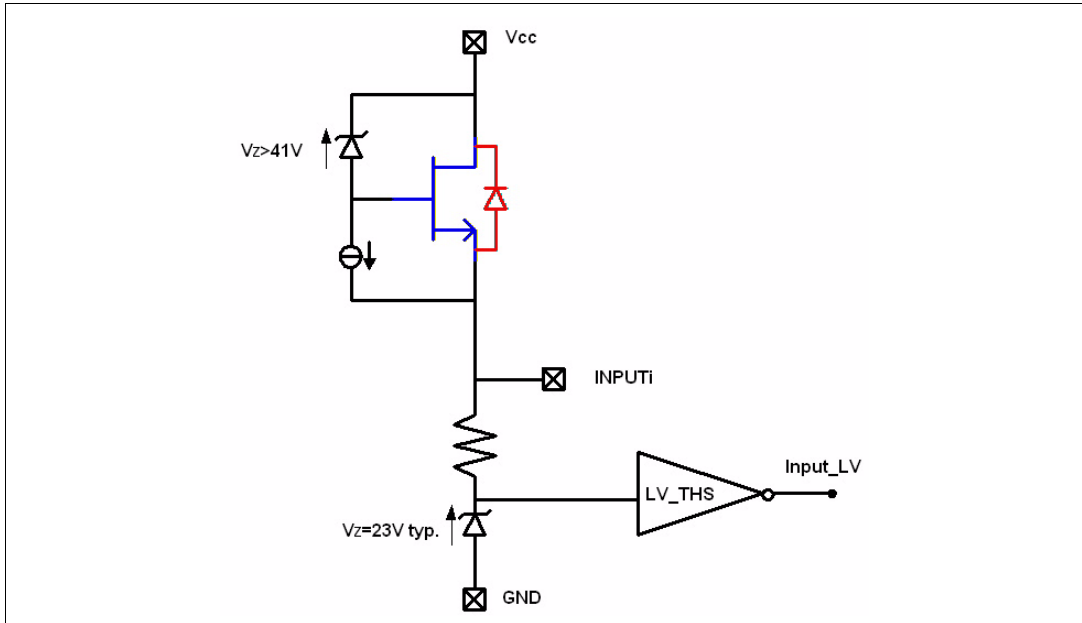 Vcc
Vz>41V
INPUTi
Input_LV
LV_THS
Vz=23V typ.
GND